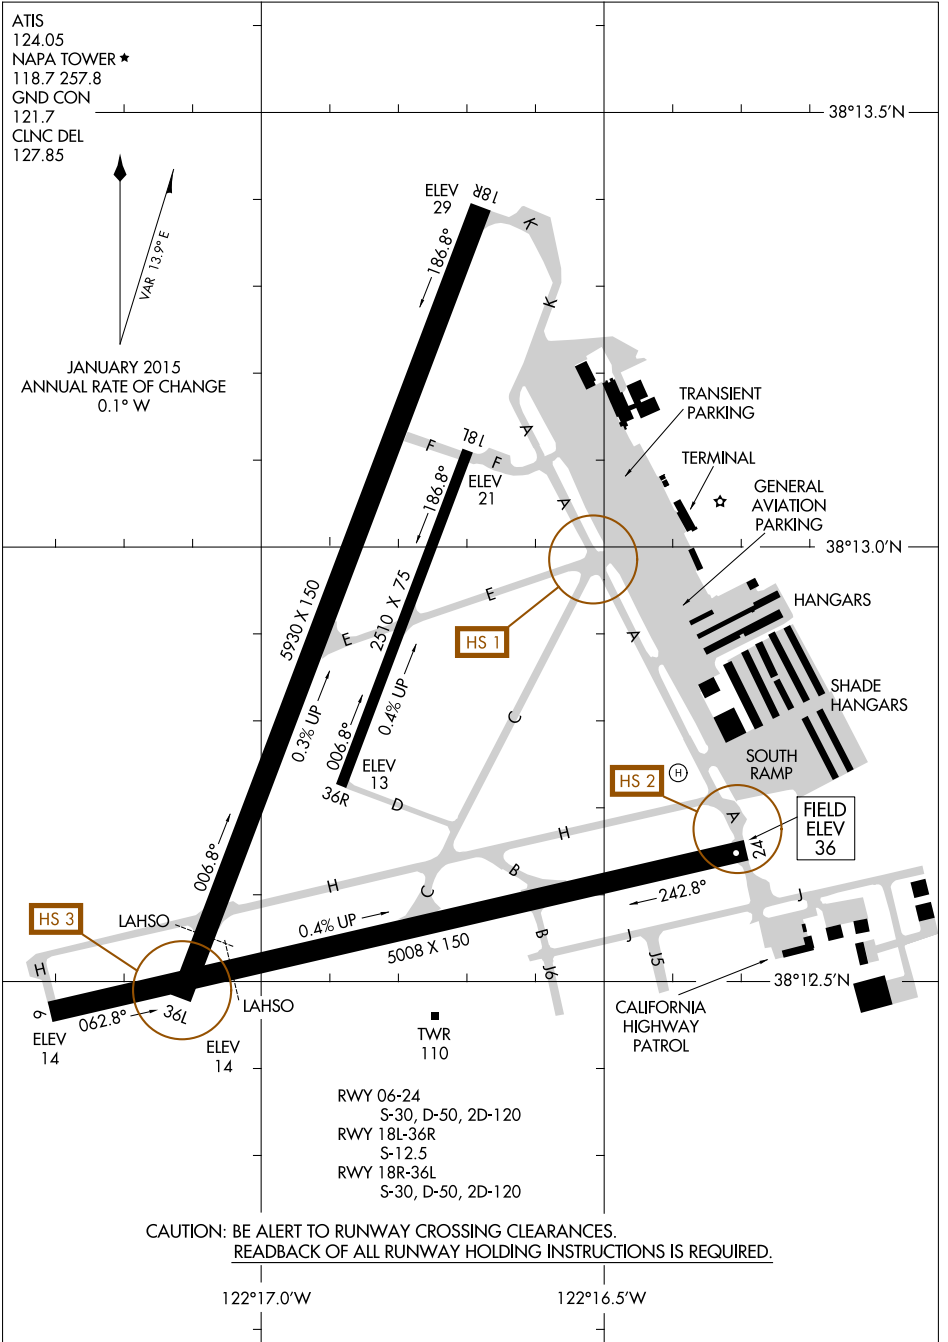 ATIS
124.05
NAPA TOWER ★
118.7 257.8
GND CON
121.7
CLNC DEL
127.85
38°13.5'N
VAR 13.9° E
JANUARY 2015
ANNUAL RATE OF CHANGE
0.1° W
ELEV
29
18R
186.8°
K
K
TRANSIENT
PARKING
TERMINAL
GENERAL
AVIATION
PARKING
A
F
18L
F
ELEV
21
186.8°
A
38°13.0'N
5930 X 150
2510 X 75
E
E
HS 1
A
HANGARS
SHADE
HANGARS
0.3% UP
006.8°
0.4% UP
C
ELEV
13
36R
D
HS 2
H
SOUTH
RAMP
A
FIELD
ELEV
36
24
006.8°
H
B
H
C
242.8°
J
HS 3
LAHSO
0.4% UP
5008 X 150
B
J
J5
J6
H
38°12.5'N
6
062.8°
36L
LAHSO
ELEV
14
ELEV
14
TWR
110
CALIFORNIA
HIGHWAY
PATROL
RWY 06-24
S-30, D-50, 2D-120
RWY 18L-36R
S-12.5
RWY 18R-36L
S-30, D-50, 2D-120
CAUTION: BE ALERT TO RUNWAY CROSSING CLEARANCES.
READBACK OF ALL RUNWAY HOLDING INSTRUCTIONS IS REQUIRED.
122°17.0'W
122°16.5'W